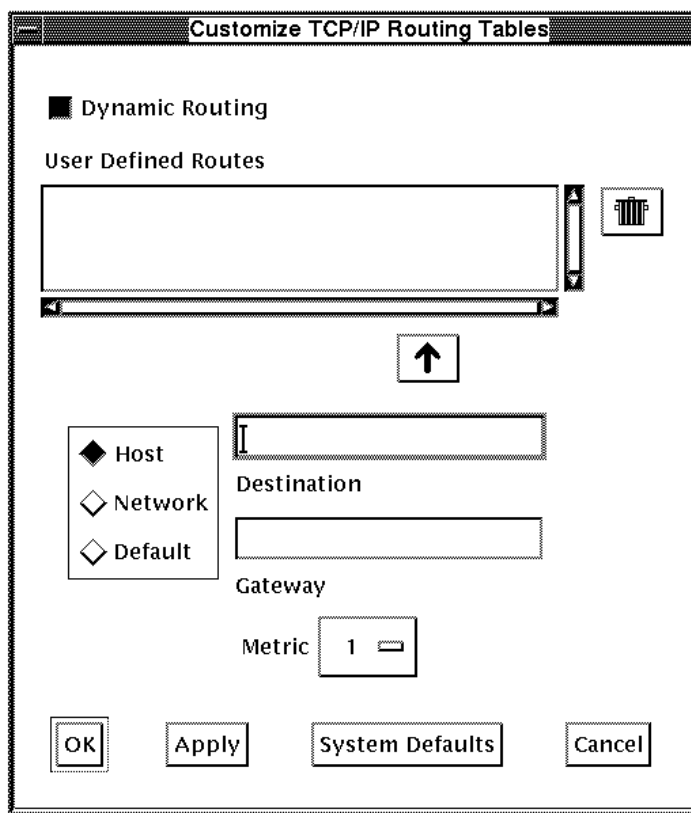 Customize TCP/IP Routing Tables
Dynamic Routing
User Defined Routes
Host
Network
Default
Destination
Gateway
Metric 1
OK Apply System Defaults Cancel